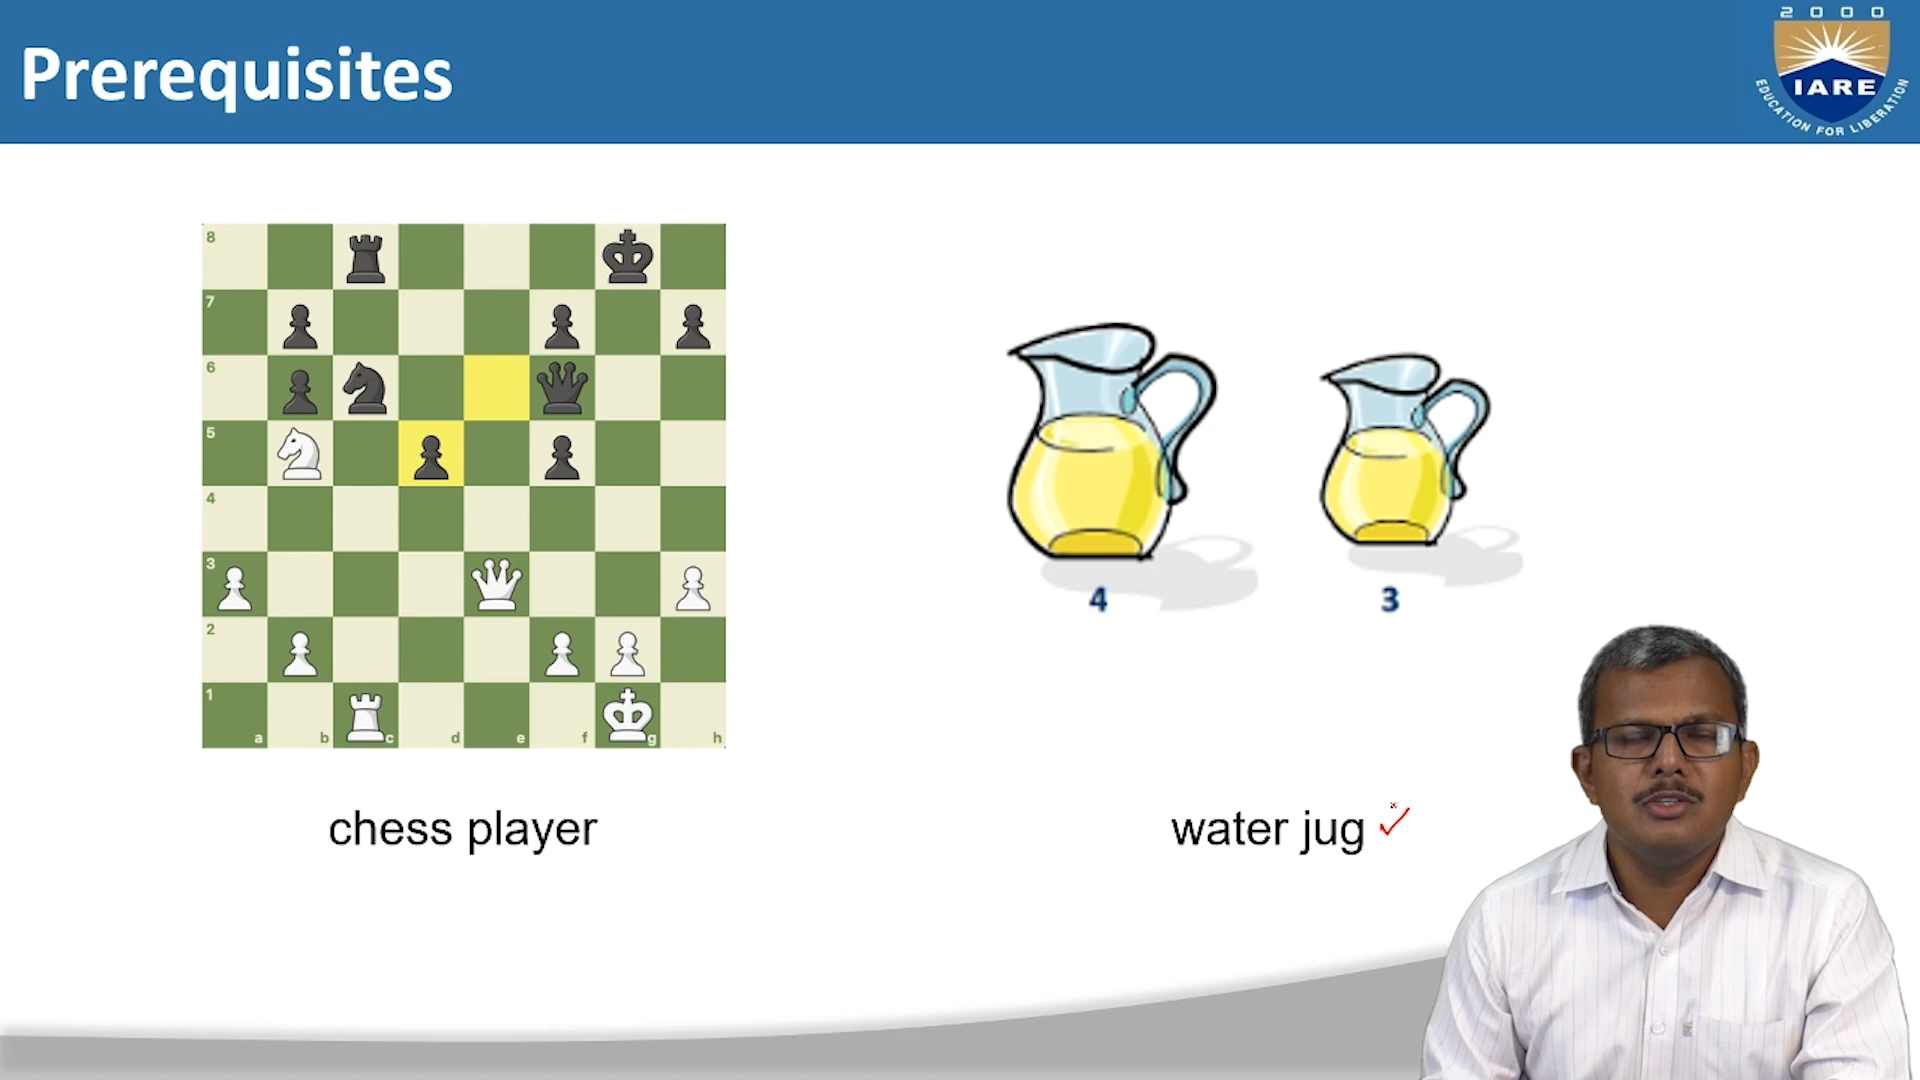 Prerequisites
2000
IARE
EDUCATION FOR LIBERATION
8
7
6
5
4
3
2
1
a b c d e f g h
4 3
chess player
water jug